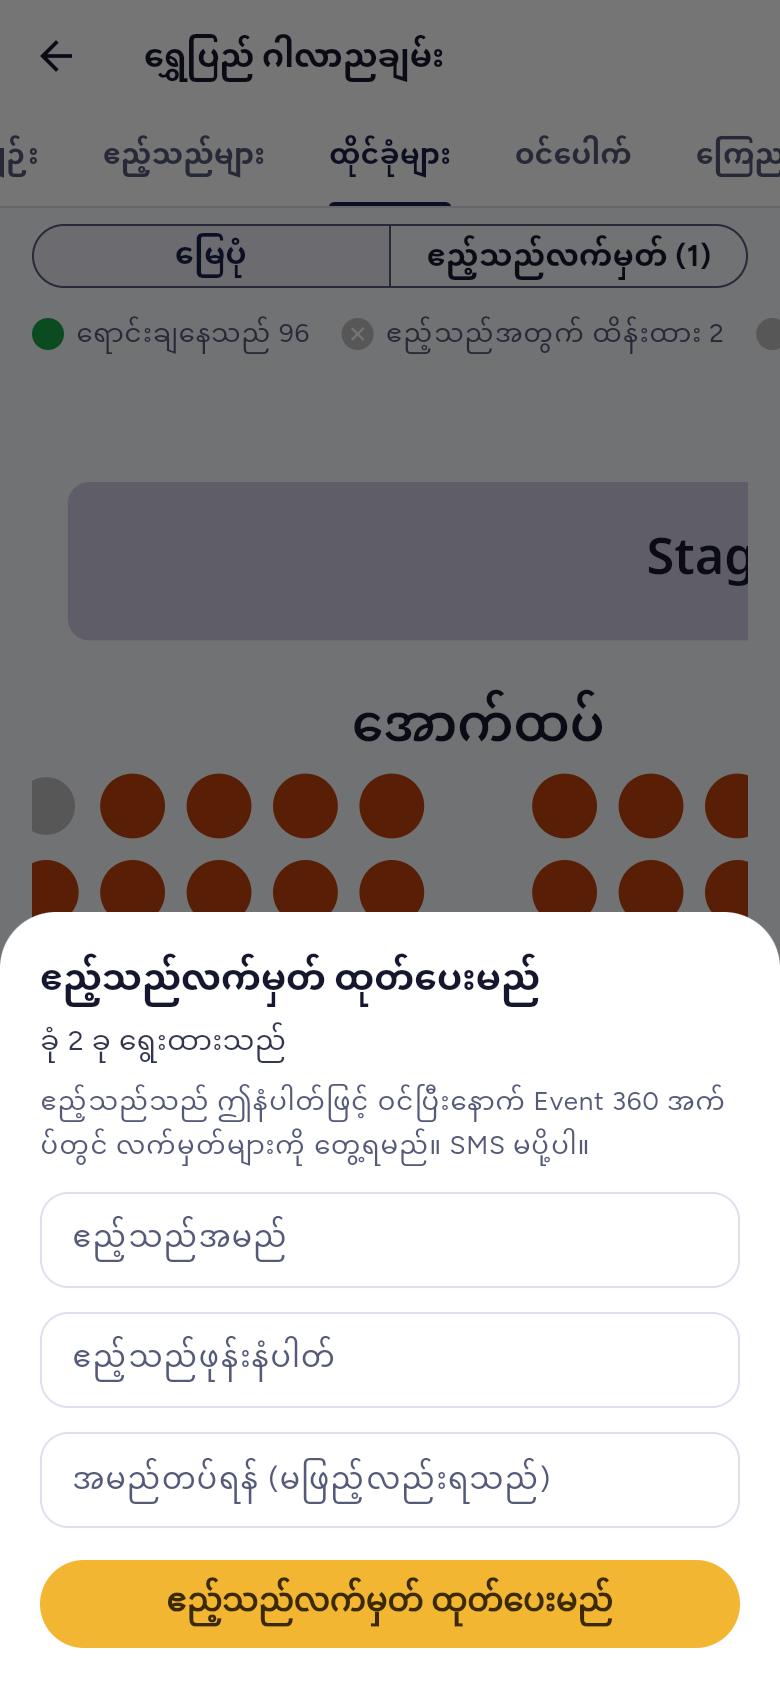 ရွှေပြည် ဂါလာညချမ်း
ဧည့်သည်များ
ထိုင်ခုံများ
ဝင်ပေါက်
မြေပုံ
ဧည့်သည်လက်မှတ် (1)
ရောင်းချနေသည် 96
ဧည့်သည်အတွက် ထိန်းထား 2
အောက်ထပ်
ဧည့်သည်လက်မှတ် ထုတ်ပေးမည်
ခုံ 2 ခု ရွေးထားသည်
ဧည့်သည်သည် ဤနံပါတ်ဖြင့် ဝင်ပြီးနောက် Event 360 အက်
ပ်တွင် လက်မှတ်များကို တွေ့ရမည်။ SMS မပို့ပါ။
ဧည့်သည်အမည်
ဧည့်သည်ဖုန်းနံပါတ်
အမည်တပ်ရန် (မဖြည့်လည်းရသည်)
ဧည့်သည်လက်မှတ် ထုတ်ပေးမည်